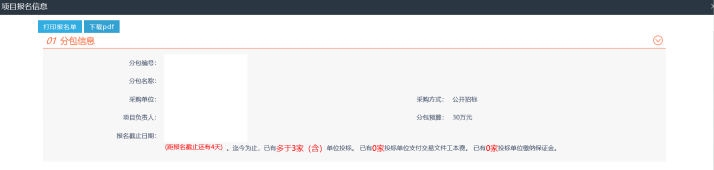 项目报名信息
打印报名单 下载pdf
01 分包信息
分包编号:
分包名称:
采购单位: 采购方式: 公开招标
项目负责人: 分包预算: 30万元
报名截止日期:
(距报名截止还有4天) 。迄今为止，已有多于3家（含）单位投标。 已有0家投标单位支付交易文件工本费。 已有0家投标单位缴纳保证金。